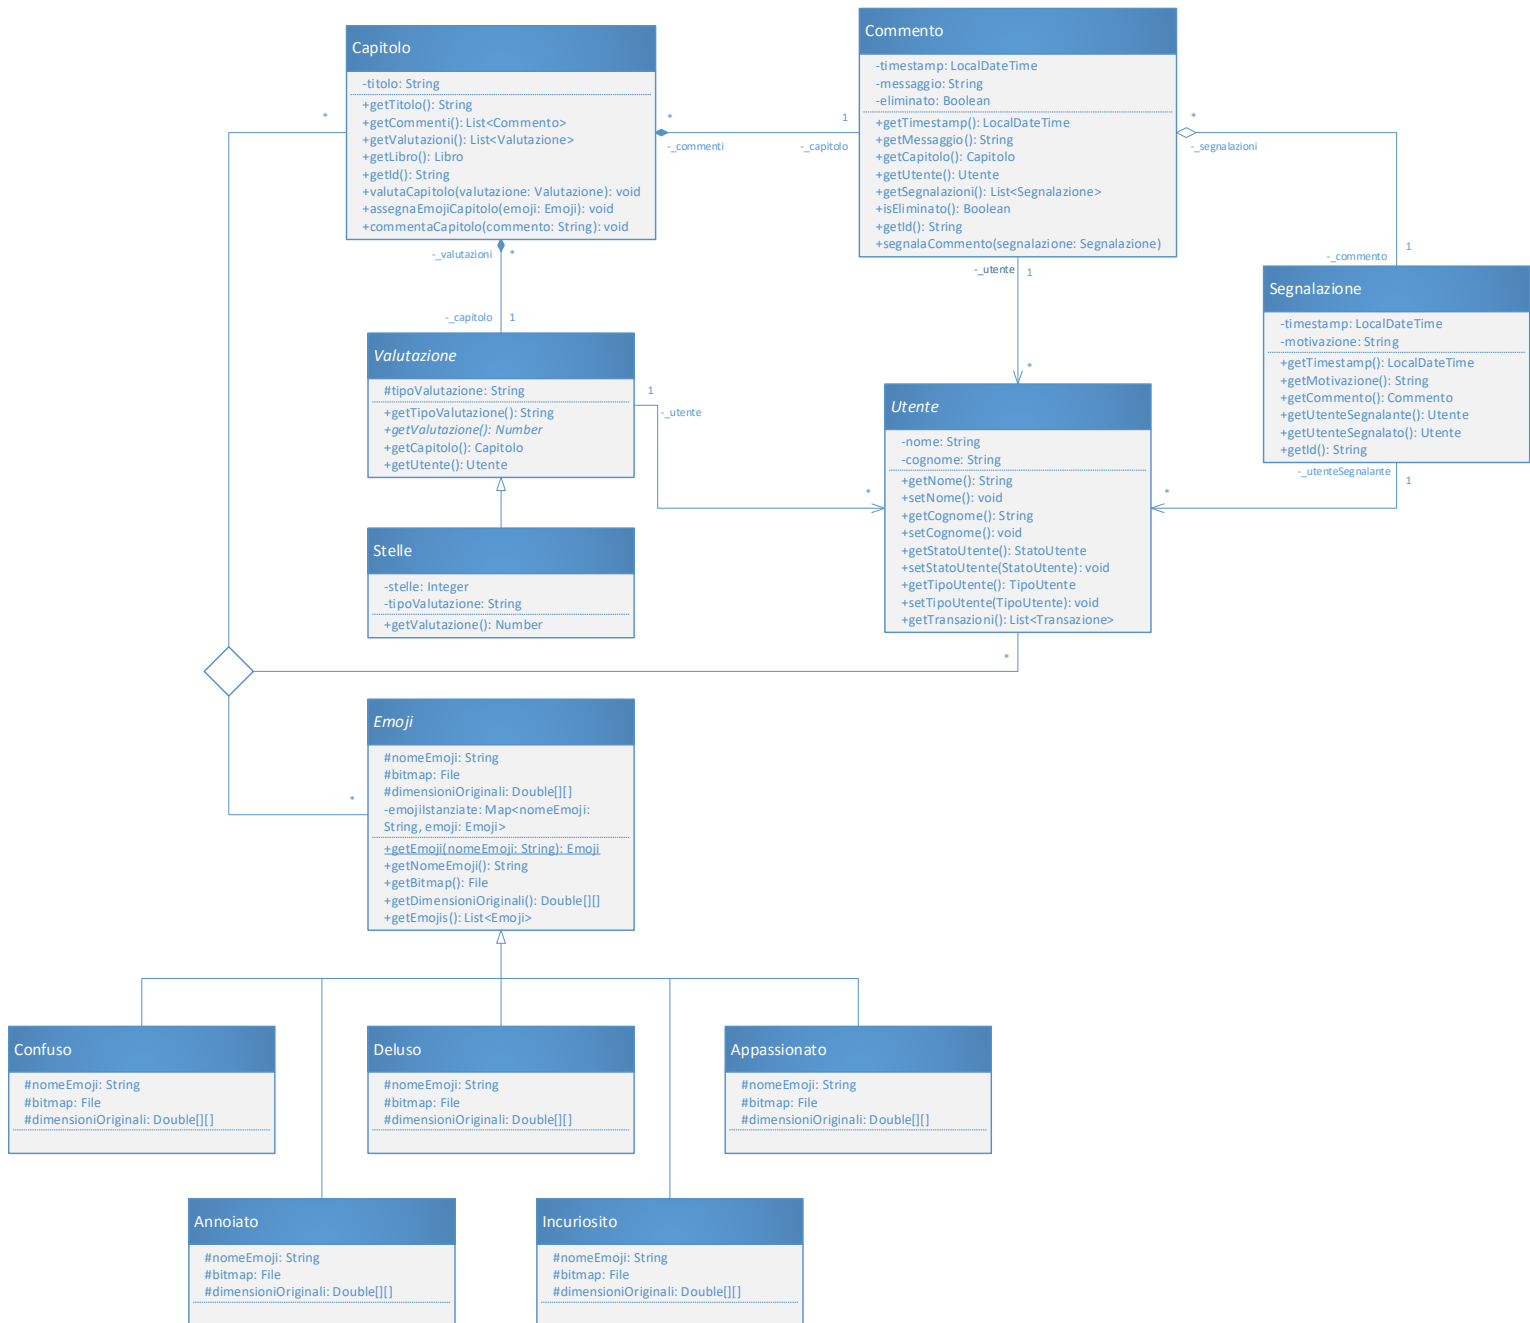 Capitolo
-titolo: String
+getTitolo(): String
+getCommenti(): List<Commento>
+getValutazioni(): List<Valutazione>
+getLibro(): Libro
+getId(): String
+valutaCapitolo(valutazione: Valutazione): void
+assegnaEmojiCapitolo(emoji: Emoji): void
+commentaCapitolo(commento: String): void
*
*
-_commenti
1
-_capitolo
Commento
-timestamp: LocalDateTime
-messaggio: String
-eliminato: Boolean
+getTimestamp(): LocalDateTime
+getMessaggio(): String
+getCapitolo(): Capitolo
+getUtente(): Utente
+getSegnalazioni(): List<Segnalazione>
+isEliminato(): Boolean
+getId(): String
+segnalaCommento(segnalazione: Segnalazione)
*
-_segnalazioni
1
-_commento
-_valutazioni
*
-_capitolo
1
-_utente
1
*
Segnalazione
-timestamp: LocalDateTime
-motivazione: String
+getTimestamp(): LocalDateTime
+getMotivazione(): String
+getCommento(): Commento
+getUtenteSegnalante(): Utente
+getUtenteSegnalato(): Utente
+getId(): String
-_utenteSegnalante
1
*
Valutazione
#tipoValutazione: String
+getTipoValutazione(): String
+getValutazione(): Number
+getCapitolo(): Capitolo
+getUtente(): Utente
1
-_utente
*
Utente
-nome: String
-cognome: String
+getNome(): String
+setNome(): void
+getCognome(): String
+setCognome(): void
+getStatoUtente(): StatoUtente
+setStatoUtente(StatoUtente): void
+getTipoUtente(): TipoUtente
+setTipoUtente(TipoUtente): void
+getTransazioni(): List<Transazione>
*
Stelle
-stelle: Integer
-tipoValutazione: String
+getValutazione(): Number
*
Emoji
#nomeEmoji: String
#bitmap: File
#dimensioniOriginali: Double[][]
-emojiIstanziate: Map<nomeEmoji:
String, emoji: Emoji>
+getEmoji(nomeEmoji: String): Emoji
+getNomeEmoji(): String
+getBitmap(): File
+getDimensioniOriginali(): Double[][]
+getEmojis(): List<Emoji>
Confuso
#nomeEmoji: String
#bitmap: File
#dimensioniOriginali: Double[][]
Deluso
#nomeEmoji: String
#bitmap: File
#dimensioniOriginali: Double[][]
Appassionato
#nomeEmoji: String
#bitmap: File
#dimensioniOriginali: Double[][]
Annoiato
#nomeEmoji: String
#bitmap: File
#dimensioniOriginali: Double[][]
Incuriosito
#nomeEmoji: String
#bitmap: File
#dimensioniOriginali: Double[][]